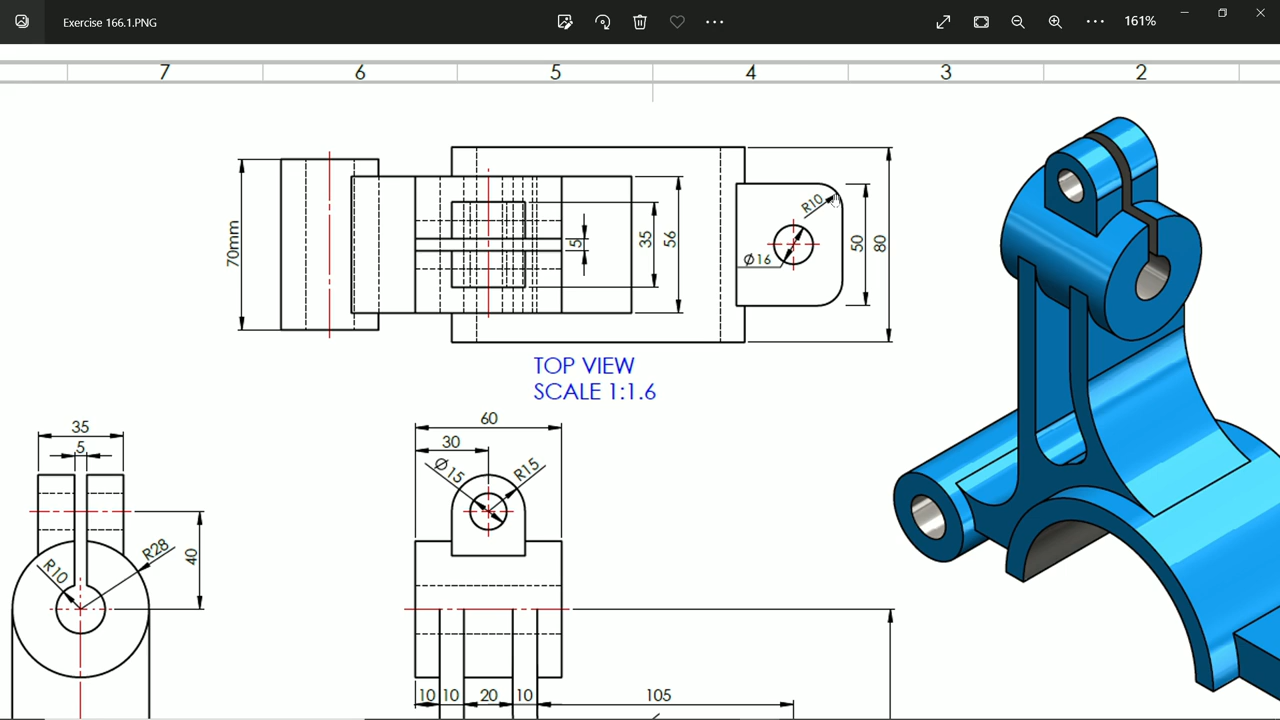 Exercise 166.1.PNG
161%
7 6 5 4 3 2
70mm
5
35
56
R10
Ø16
50
80
TOP VIEW
SCALE 1:1.6
35
5
R28
R10
40
60
30
Ø15
R15
10 10 20 10 105